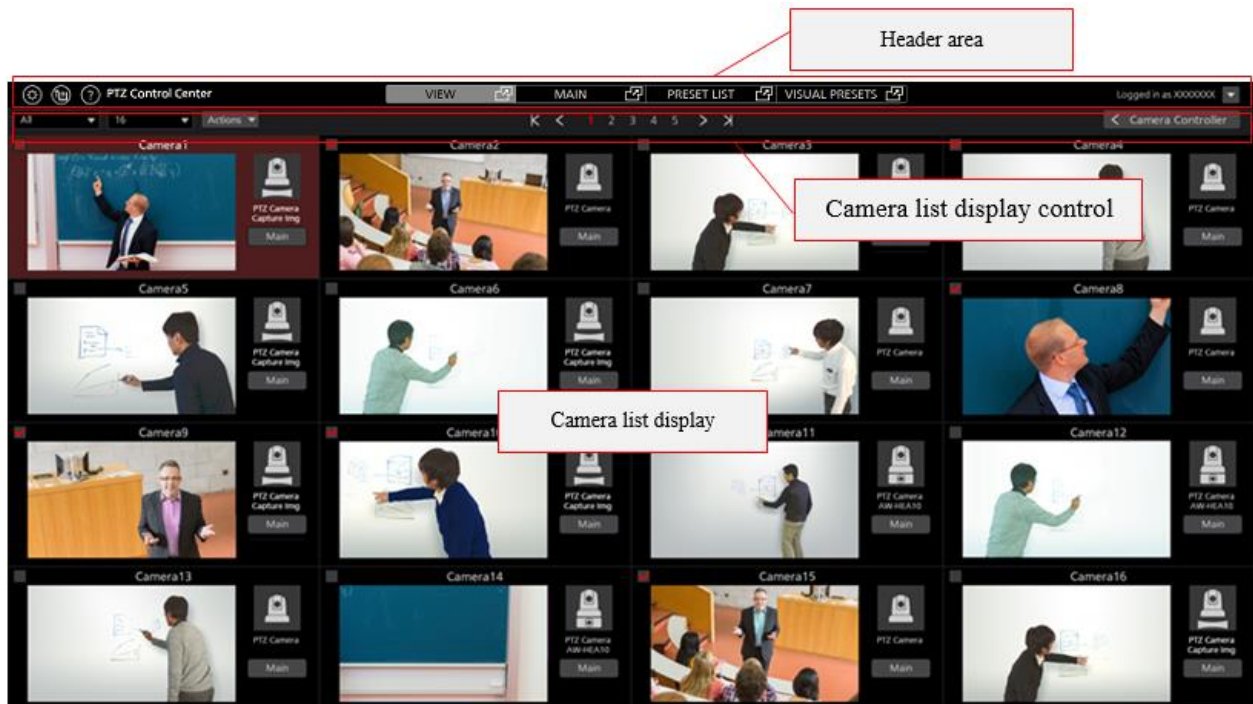 Header area
PTZ Control Center
VIEW
MAIN
PRESET LIST
VISUAL PRESETS
Logged in as XXXXXXX
All
16
Actions
1 2 3 4 5
Camera Controller
Camera1
PTZ Camera
Capture Img
Main
Camera2
PTZ Camera
Main
Camera3
Camera4
PTZ Camera
Main
Camera list display control
Camera5
PTZ Camera
Capture Img
Main
Camera6
PTZ Camera
Capture Img
Main
Camera7
PTZ Camera
Main
Camera8
PTZ Camera
Main
Camera list display
Camera9
PTZ Camera
Capture Img
Main
Camera10
PTZ Camera
Capture Img
Main
Camera11
PTZ Camera
AW-HEA10
Main
Camera12
PTZ Camera
AW-HEA10
Main
Camera13
PTZ Camera
Main
Camera14
PTZ Camera
AW-HEA10
Main
Camera15
PTZ Camera
Main
Camera16
PTZ Camera
Capture Img
Main